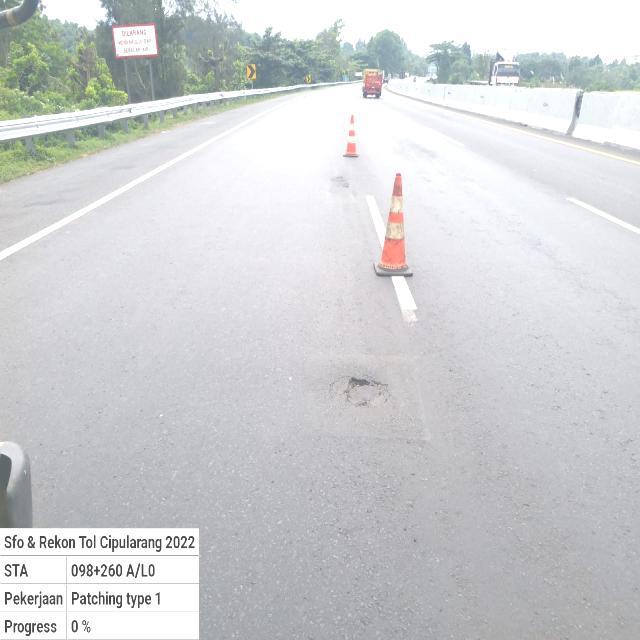 DILARANG
Sfo & Rekon Tol Cipularang 2022
STA 098+260 A/L0
Pekerjaan Patching type 1
Progress 0 %